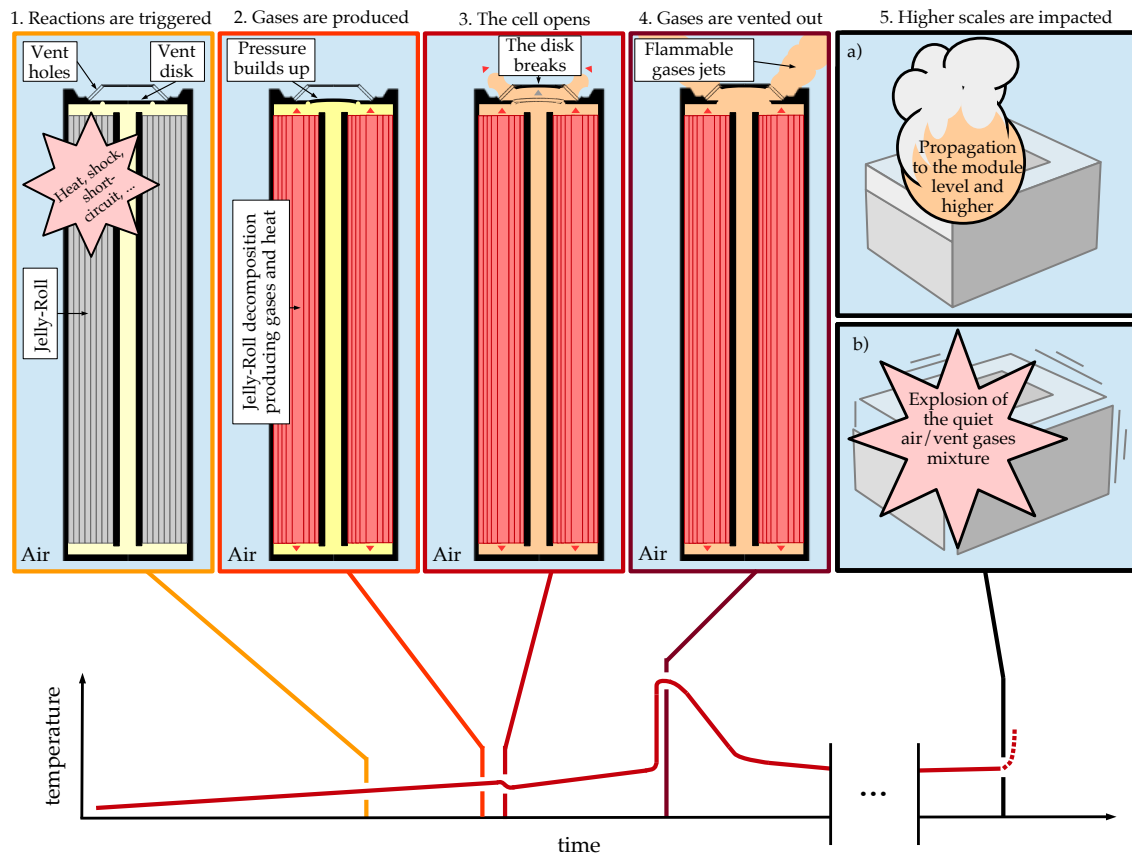 1. Reactions are triggered
2. Gases are produced
3. The cell opens
4. Gases are vented out
5. Higher scales are impacted
Vent
holes
Vent
disk
Heat, shock,
short-
circuit, ...
Jelly-Roll
Air
Pressure
builds up
Jelly-Roll decomposition
producing gases and heat
Air
The disk
breaks
Air
Flammable
gases jets
Air
a)
Propagation
to the module
level and
higher
b)
Explosion of
the quiet
air/vent gases
mixture
temperature
...
time